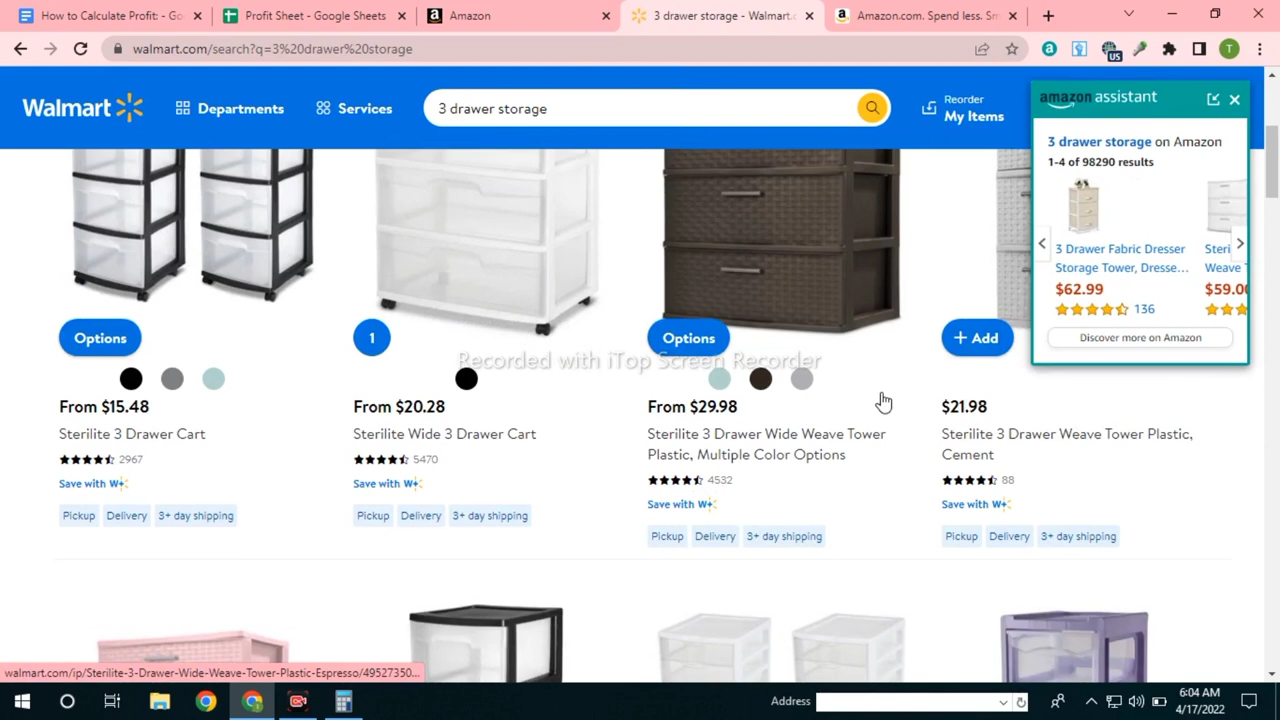 How to Calculate Profit: - Goo
Profit Sheet - Google Sheets
Amazon
3 drawer storage - Walmart.c
Amazon.com. Spend less. Sm
walmart.com/search?q=3%20drawer%20storage
US
T
Walmart
Departments
Services
3 drawer storage
Reorder
My Items
amazon assistant
3 drawer storage on Amazon
1-4 of 98290 results
3 Drawer Fabric Dresser
Storage Tower, Dresse...
$62.99
136
Steri
Weave T
$59.00
Discover more on Amazon
Options
1
Options
+ Add
Recorded with iTop Screen Recorder
From $15.48
Sterilite 3 Drawer Cart
2967
Save with W+
Pickup Delivery 3+ day shipping
From $20.28
Sterilite Wide 3 Drawer Cart
5470
Save with W+
Pickup Delivery 3+ day shipping
From $29.98
Sterilite 3 Drawer Wide Weave Tower
Plastic, Multiple Color Options
4532
Save with W+
Pickup Delivery 3+ day shipping
$21.98
Sterilite 3 Drawer Weave Tower Plastic,
Cement
88
Save with W+
Pickup Delivery 3+ day shipping
walmart.com/ip/Sterilite-3-Drawer-Wide-Weave-Tower-Plastic-Espresso/49527350...
Address
6:04 AM
4/17/2022